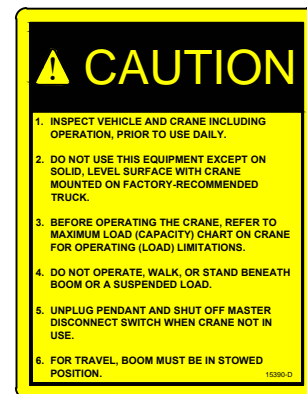 CAUTION
1. INSPECT VEHICLE AND CRANE INCLUDING
OPERATION, PRIOR TO USE DAILY.
2. DO NOT USE THIS EQUIPMENT EXCEPT ON
SOLID, LEVEL SURFACE WITH CRANE
MOUNTED ON FACTORY-RECOMMENDED
TRUCK.
3. BEFORE OPERATING THE CRANE, REFER TO
MAXIMUM LOAD (CAPACITY) CHART ON CRANE
FOR OPERATING (LOAD) LIMITATIONS.
4. DO NOT OPERATE, WALK, OR STAND BENEATH
BOOM OR A SUSPENDED LOAD.
5. UNPLUG PENDANT AND SHUT OFF MASTER
DISCONNECT SWITCH WHEN CRANE NOT IN
USE.
6. FOR TRAVEL, BOOM MUST BE IN STOWED
POSITION.
15390-D